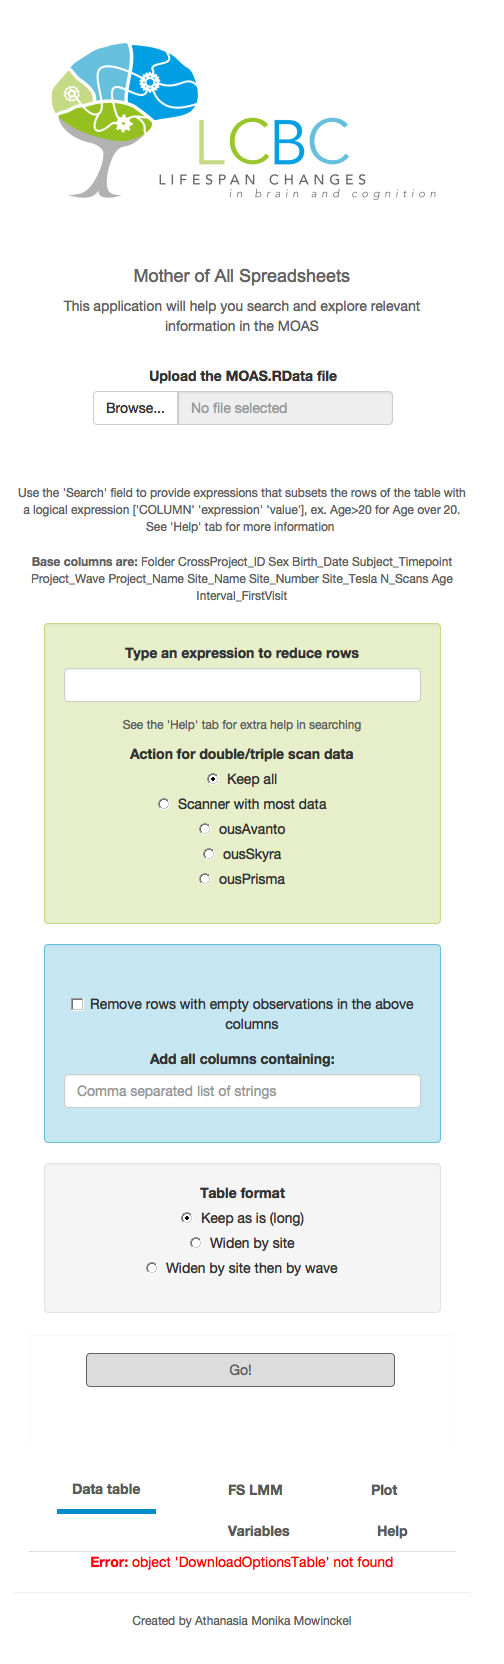 LCBC
LIFESPAN CHANGES
in brain and cognition
Mother of All Spreadsheets
This application will help you search and explore relevant
information in the MOAS
Upload the MOAS.RData file
Browse... No file selected
Use the 'Search' field to provide expressions that subsets the rows of the table with
a logical expression ['COLUMN' 'expression' 'value'], ex. Age>20 for Age over 20.
See 'Help' tab for more information
Base columns are: Folder CrossProject_ID Sex Birth_Date Subject_Timepoint
Project_Wave Project_Name Site_Name Site_Number Site_Tesla N_Scans Age
Interval_FirstVisit
Type an expression to reduce rows
See the 'Help' tab for extra help in searching
Action for double/triple scan data
Keep all
Scanner with most data
ousAvanto
ousSkyra
ousPrisma
Remove rows with empty observations in the above
columns
Add all columns containing:
Comma separated list of strings
Table format
Keep as is (long)
Widen by site
Widen by site then by wave
Go!
Data table FS LMM Plot
Variables Help
Error: object 'DownloadOptionsTable' not found
Created by Athanasia Monika Mowinckel